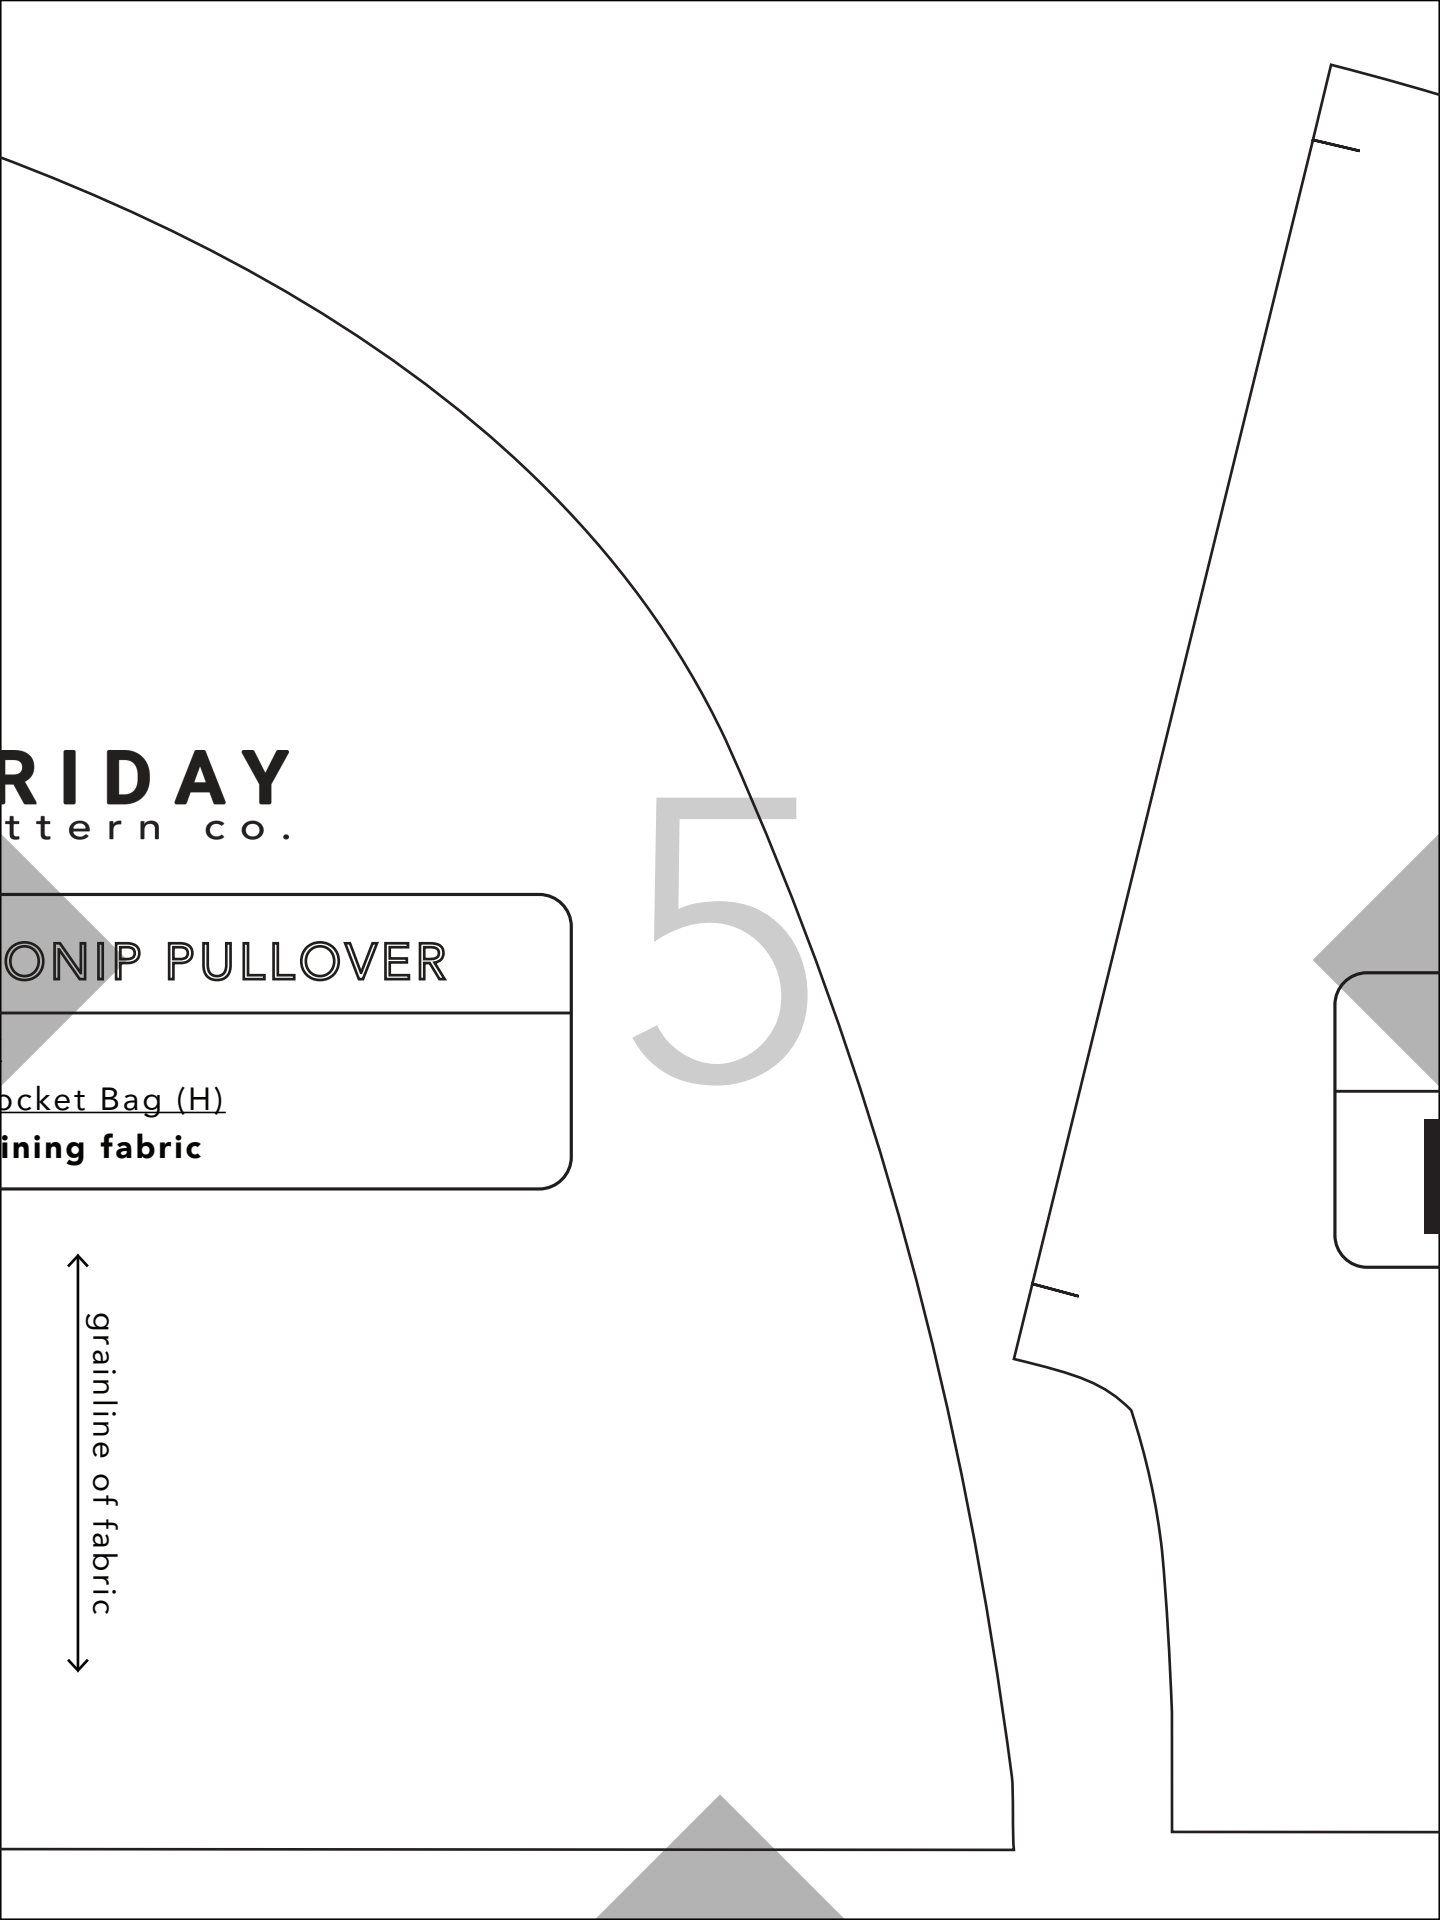 RIDAY
ttern co.
5
ONIP PULLOVER
ocket Bag (H)
ining fabric
grainline of fabric